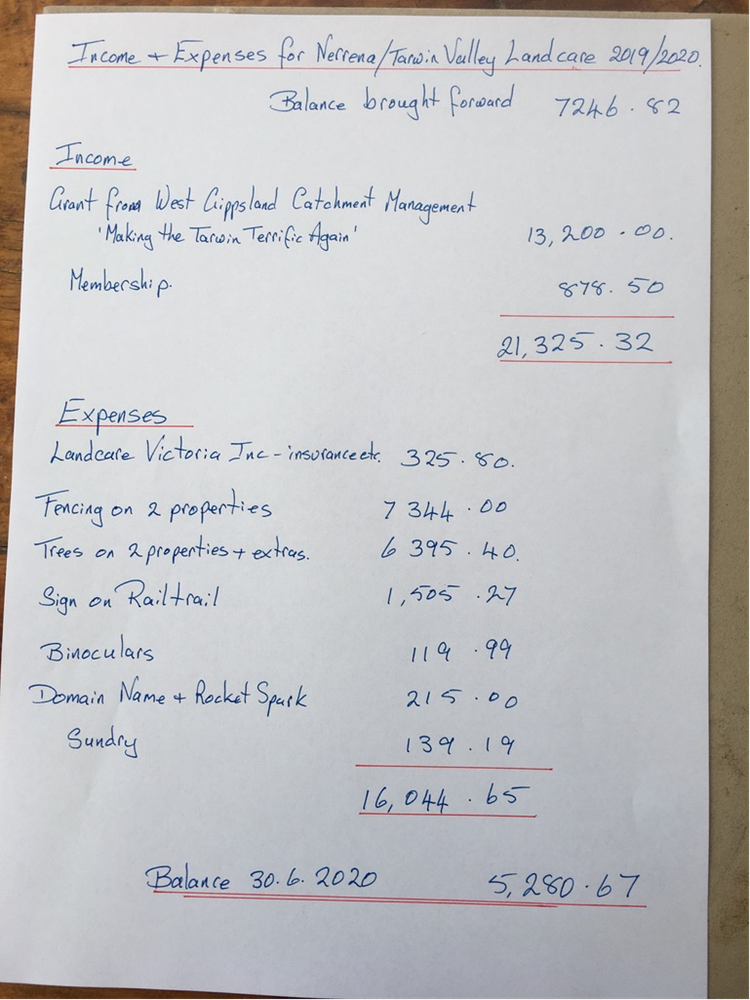 Income + Expenses for Nerrena/Tarwin Valley Landcare 2019/2020.
Balance brought forward 7246.82
Income
Grant from West Gippsland Catchment Management
'Making the Tarwin Terrific Again' 13,200.00.
Membership. 878.50
21,325.32
Expenses
Landcare Victoria Inc - insurance etc. 325.80.
Fencing on 2 properties 7 344.00
Trees on 2 properties + extras. 6 395.40.
Sign on Railtrail 1,505.27
Binoculars 119.99
Domain Name + Rocket Spark 215.00
Sundry 139.19
16,044.65
Balance 30.6.2020 5,280.67